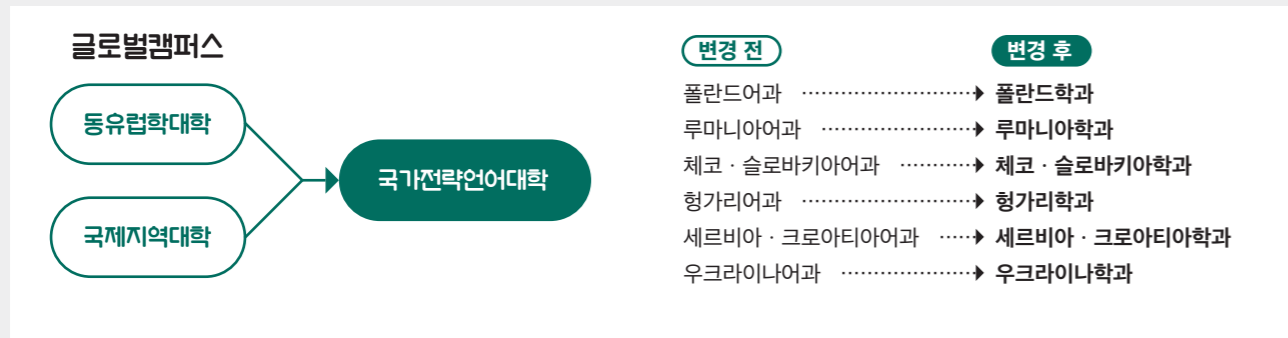 글로벌캠퍼스
동유럽학대학
국제지역대학
국가전략언어대학
변경 전 변경 후
폴란드어과 폴란드학과
루마니아어과 루마니아학과
체코 · 슬로바키아어과 체코 · 슬로바키아학과
헝가리어과 헝가리학과
세르비아 · 크로아티아어과 세르비아 · 크로아티아학과
우크라이나어과 우크라이나학과